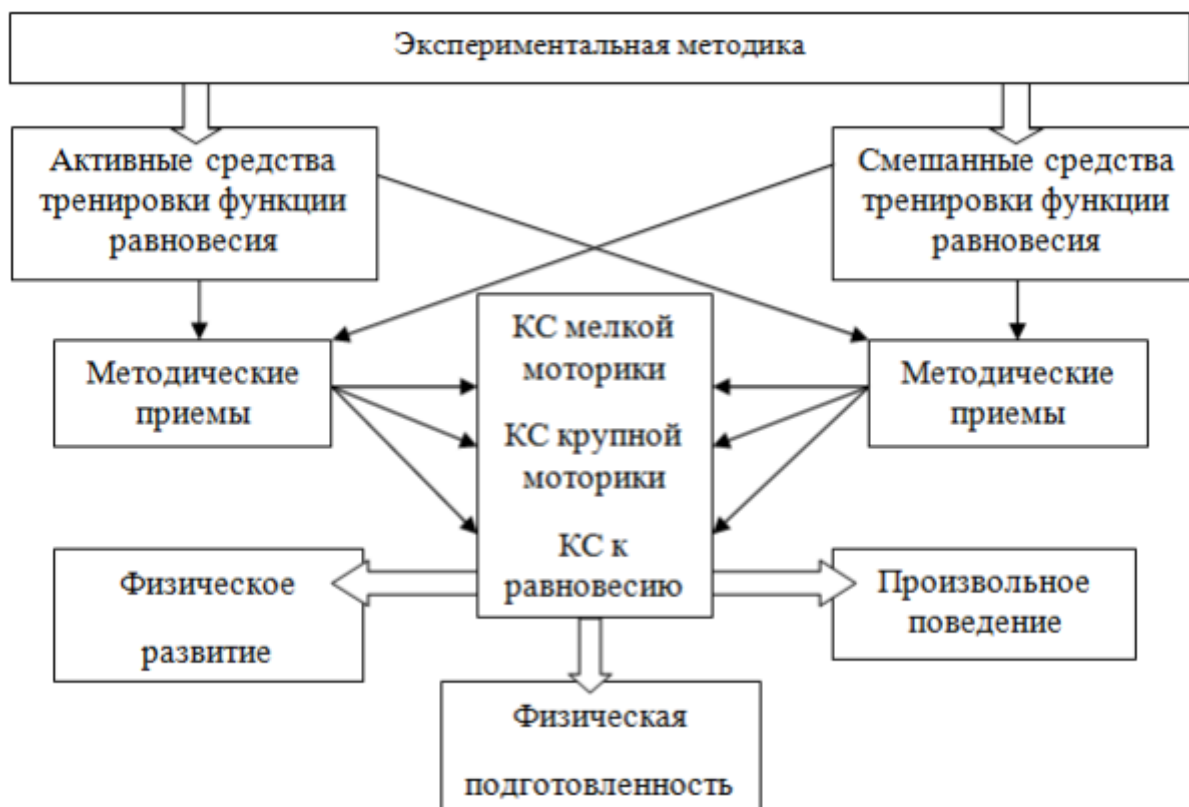 Экспериментальная методика
Активные средства
тренировки функции
равновесия
Смешанные средства
тренировки функции
равновесия
Методические
приемы
КС мелкой
моторики
КС крупной
моторики
КС к
равновесию
Методические
приемы
Физическое
развитие
Произвольное
поведение
Физическая
подготовленность